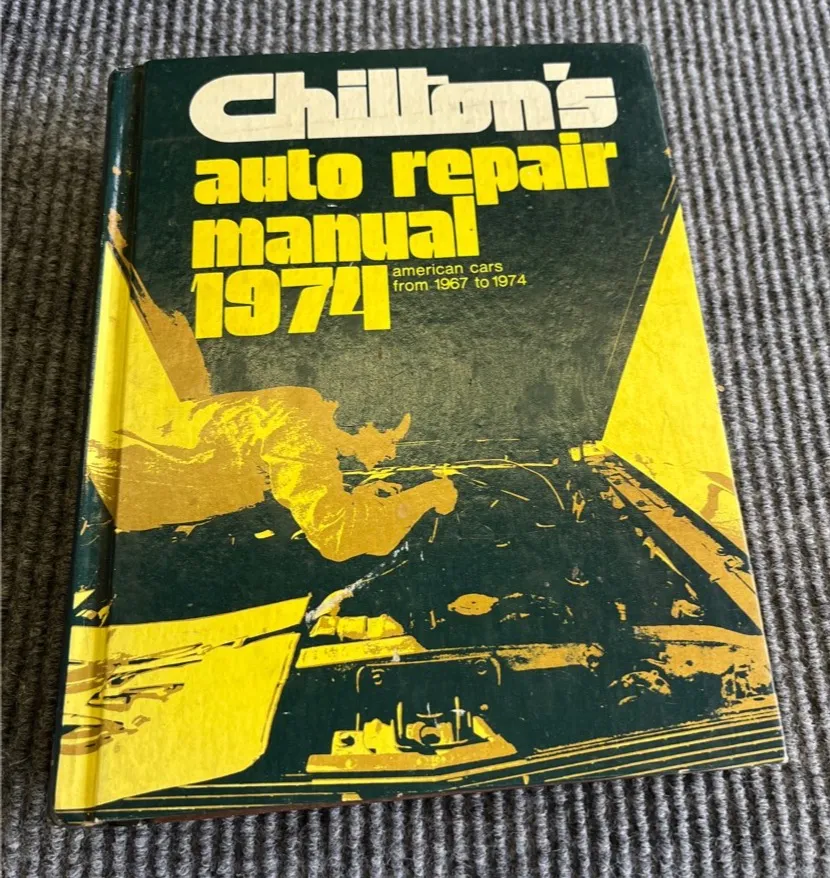 Chilton's
auto repair
manual
1974
american cars
from 1967 to 1974